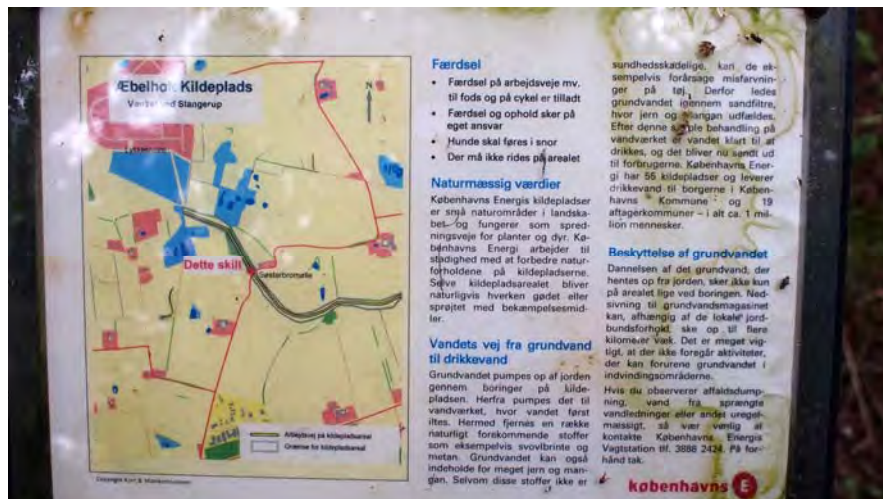 Æbelholt Kildeplads
Værket ved Slangerup
N
Dette skilt
Søstarbromølle
Arbejdsvej på kildepladsareal
Grænse for kildepladsareal
Færdsel
• Færdsel på arbejdsveje mv.
til fods og på cykel er tilladt
• Færdsel og ophold sker på
eget ansvar
• Hunde skal føres i snor
• Der må ikke rides på arealet
Naturmæssig værdier
Københavns Energis kildepladser
er små naturområder i landska-
bet og fungerer som spred-
ningsveje for planter og dyr. Kø-
benhavns Energi arbejder til
stadighed med at forbedre natur-
forholdene på kildepladserne.
Selve kildepladsarealet bliver
naturligvis hverken gødet eller
sprøjtet med bekæmpelsesmid-
ler.
Vandets vej fra grundvand
til drikkevand
Grundvandet pumpes op af jorden
gennem boringer på kilde-
pladsen. Herfra pumpes det til
vandværket, hvor vandet først
iltes. Hermed fjernes en række
naturligt forekommende stoffer
som eksempelvis svovlbrinte og
metan. Grundvandet kan også
indeholde for meget jern og man-
gan. Selvom disse stoffer ikke er
sundhedsskadelige, kan de ek-
sempelvis forårsage misfarvnin-
ger på tøj. Derfor ledes
grundvandet igennem sandfiltre,
hvor jern og mangan udfældes.
Efter denne simple behandling på
vandværket er vandet klart til at
drikkes, og det bliver nu sendt ud
til forbrugerne. Københavns Ener-
gi har 55 kildepladser og leverer
drikkevand til borgerne i Køben-
havns Kommune og 19
aftagerkommuner – i alt ca. 1 mil-
lion mennesker.
Beskyttelse af grundvandet
Dannelsen af det grundvand, der
hentes op fra jorden, sker ikke kun
på arealet lige ved boringen. Ned-
sivning til grundvandsmagasinet
kan, afhængig af de lokale jord-
bundsforhold, ske op til flere
kilometer væk. Det er meget vig-
tigt, at der ikke foregår aktiviteter,
der kan forurene grundvandet i
indvindingsområderne.
Hvis du observerer affaldsdump-
ning, vand fra sprængte
vandledninger eller andet uregel-
mæssigt, så vær venlig at
kontakte Københavns Energis
Vagtstation tlf. 3888 2424. På for-
hånd tak.
københavns E